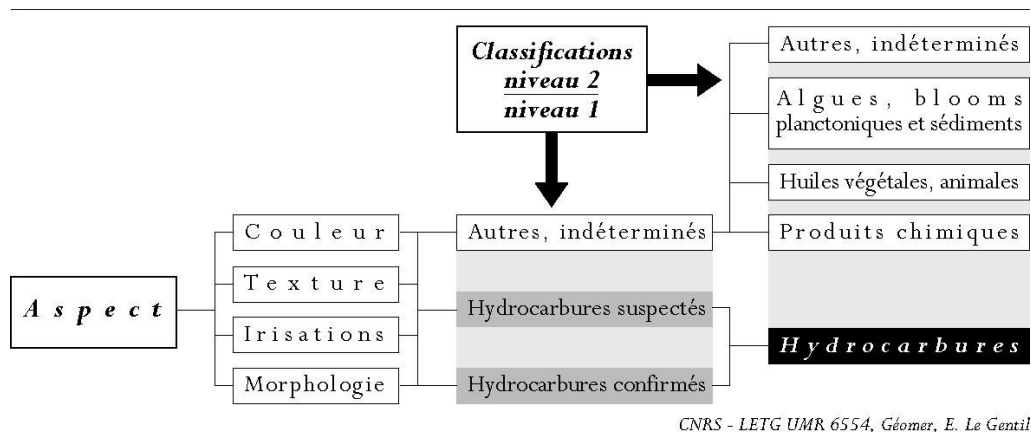 Classifications
niveau 2
niveau 1
Autres, indéterminés
Algues, blooms
planctoniques et sédiments
Huiles végétales, animales
Produits chimiques
Hydrocarbures
Autres, indéterminés
Hydrocarbures suspectés
Hydrocarbures confirmés
Couleur
Texture
Irisations
Morphologie
Aspect
CNRS - LETG UMR 6554, Géomer, E. Le Gentil